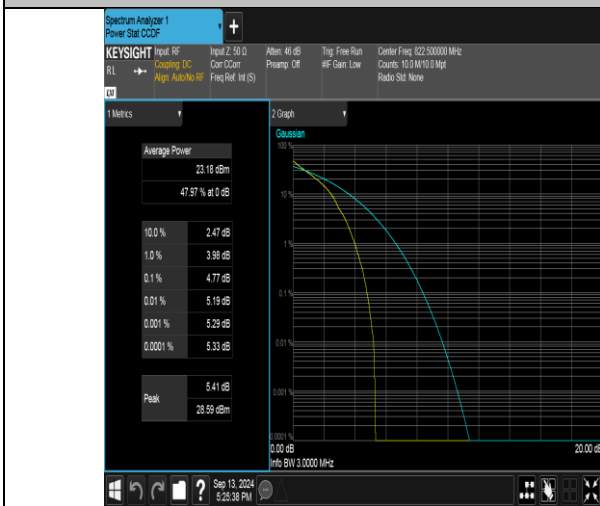 Spectrum Analyzer 1
Power Stat CCDF
KEYSIGHT
RL
Input: RF
Coupling: DC
Align: Auto/No RF
Input Z: 50 Ω
Corr CCorr
Freq Ref: Int (S)
Atten: 46 dB
Preamp: Off
Trig: Free Run
#IF Gain: Low
Center Freq: 822.500000 MHz
Counts: 10.0 M/10.0 Mpt
Radio Std: None
1 Metrics
Average Power
23.18 dBm
47.97 % at 0 dB
10.0 % 2.47 dB
1.0 % 3.98 dB
0.1 % 4.77 dB
0.01 % 5.19 dB
0.001 % 5.29 dB
0.0001 % 5.33 dB
Peak 5.41 dB
28.59 dBm
2 Graph
Gaussian
100 %
10 %
1 %
0.1 %
0.01 %
0.001 %
0.0001 %
0.00 dB 20.00 dB
Info BW 3.0000 MHz
?
Sep 13, 2024
5:25:38 PM